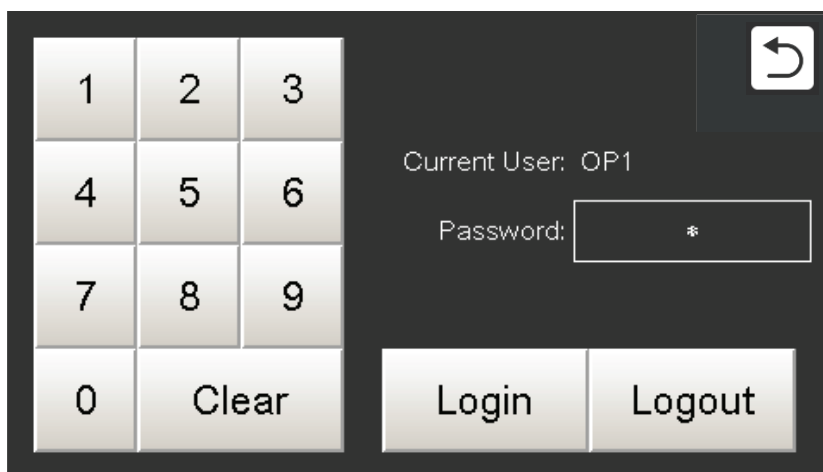 1 2 3
Current User: OP1
4 5 6
Password: *
7 8 9
0 Clear Login Logout